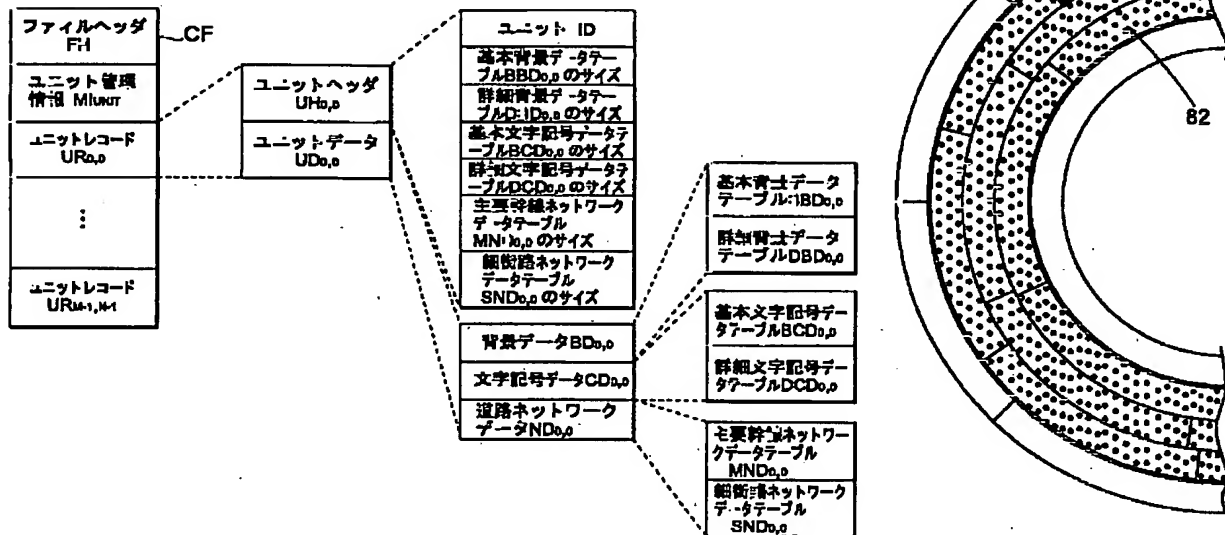 ファイルヘッダ
FH
CF
ユニット管理
情報 MIUNIT
ユニットレコード
UR0,0
⋮
ユニットレコード
URM-1,N-1
ユニットヘッダ
UH0,0
ユニットデータ
UD0,0
ユニット ID
基本背景データテー
ブルBBD0,0 のサイズ
詳細背景データテー
のサイズ
基本文字記号データテ
ーブルBCD0,0 のサイズ
詳細文字記号データテ
ーブルDCD0,0 のサイズ
主要幹線ネットワーク
データテーブル
のサイズ
細街路ネットワーク
データテーブル
SND0,0 のサイズ
背景データBD0,0
文字記号データCD0,0
道路ネットワーク
データND0,0
基本背景データ
テーブル
詳細背景データ
テーブルDBD0,0
基本文字記号デー
タテーブルBCD0,0
詳細文字記号デー
タテーブルDCD0,0
主要幹線ネットワー
クデータテーブル
MND0,0
細街路ネットワーク
データテーブル
SND0,0
82